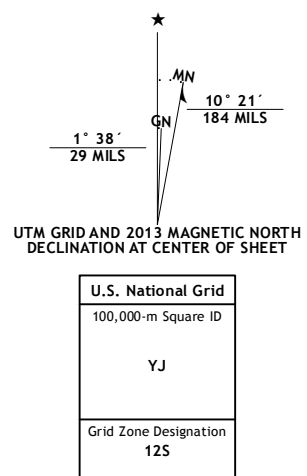 ★
MN
GN
10° 21´
184 MILS
1° 38´
29 MILS
UTM GRID AND 2013 MAGNETIC NORTH
DECLINATION AT CENTER OF SHEET
U.S. National Grid
100,000-m Square ID
YJ
Grid Zone Designation
12S